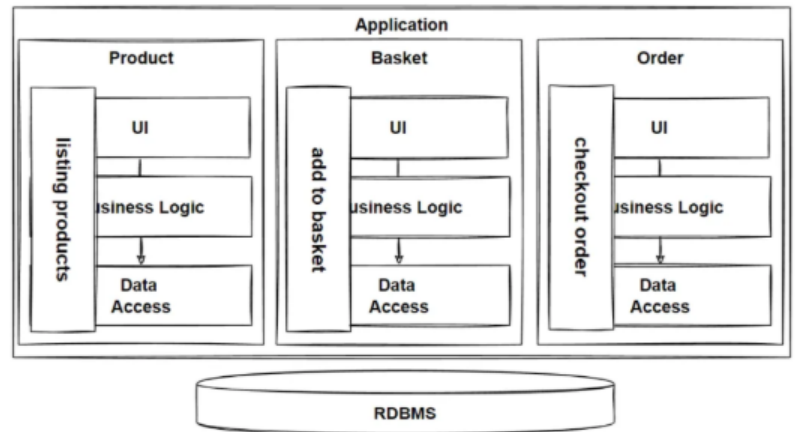 Application
Product
Basket
Order
listing products
UI
usiness Logic
Data
Access
add to basket
UI
usiness Logic
Data
Access
checkout order
UI
usiness Logic
Data
Access
RDBMS